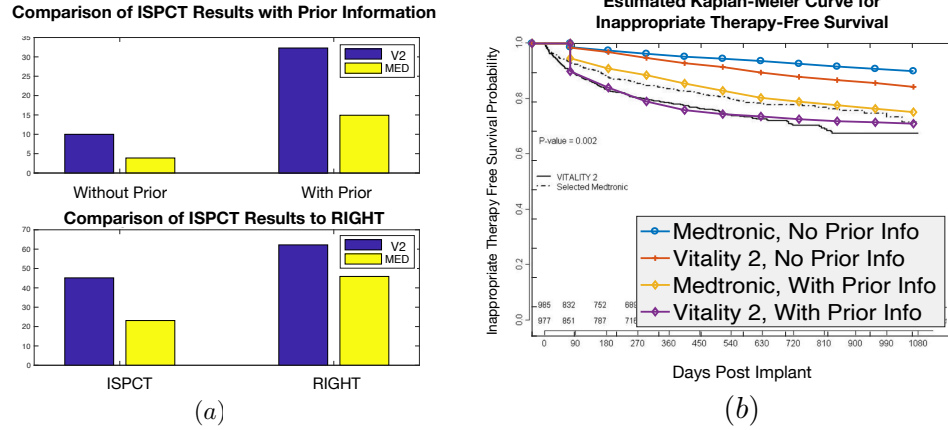 Comparison of ISPCT Results with Prior Information
35
30
25
20
15
10
5
0
V2
MED
Without Prior
With Prior
Comparison of ISPCT Results to RIGHT
70
60
50
40
30
20
10
0
V2
MED
ISPCT
RIGHT
(a)
Estimated Kaplan-Meier Curve for
Inappropriate Therapy-Free Survival
Inappropriate Therapy Free Survival Probability
1.0
0.8
0.6
0.4
0.2
0.0
P-value = 0.002
VITALITY 2
Selected Medtronic
Medtronic, No Prior Info
Vitality 2, No Prior Info
Medtronic, With Prior Info
Vitality 2, With Prior Info
985 832 752 689
977 851 787 716
0 90 180 270 360 450 540 630 720 810 900 990 1080
Days Post Implant
(b)